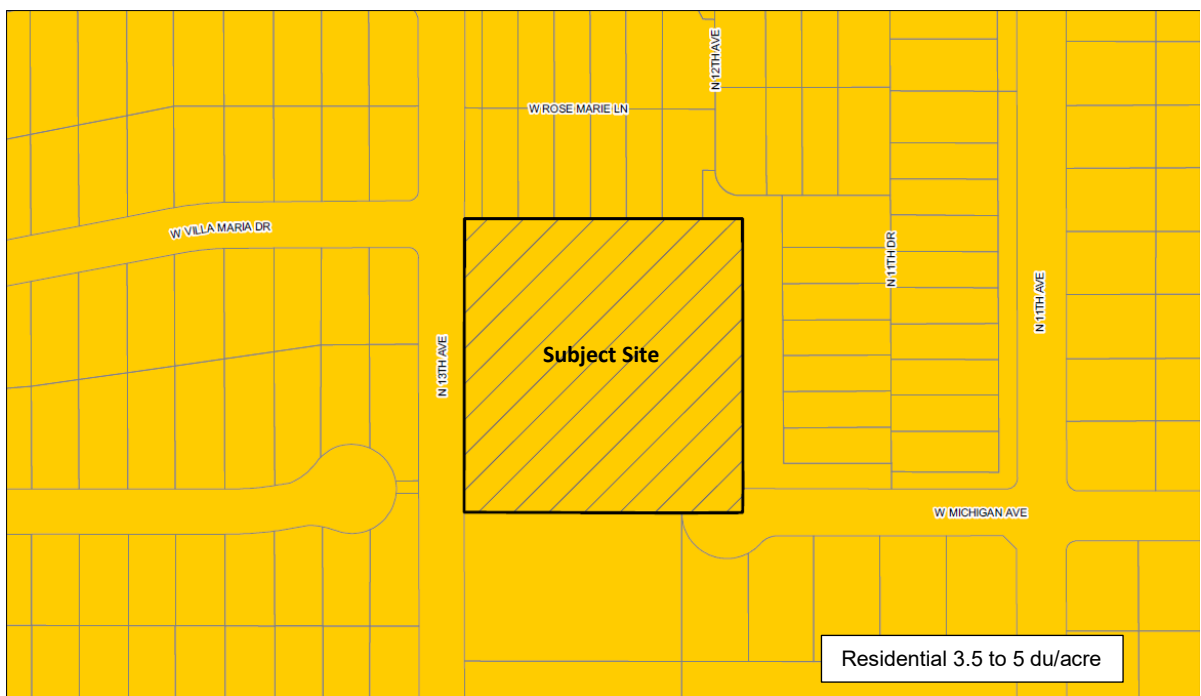 N 12TH AVE
W ROSE MARIE LN
W VILLA MARIA DR
N 11TH DR
N 11TH AVE
N 13TH AVE
Subject Site
W MICHIGAN AVE
Residential 3.5 to 5 du/acre